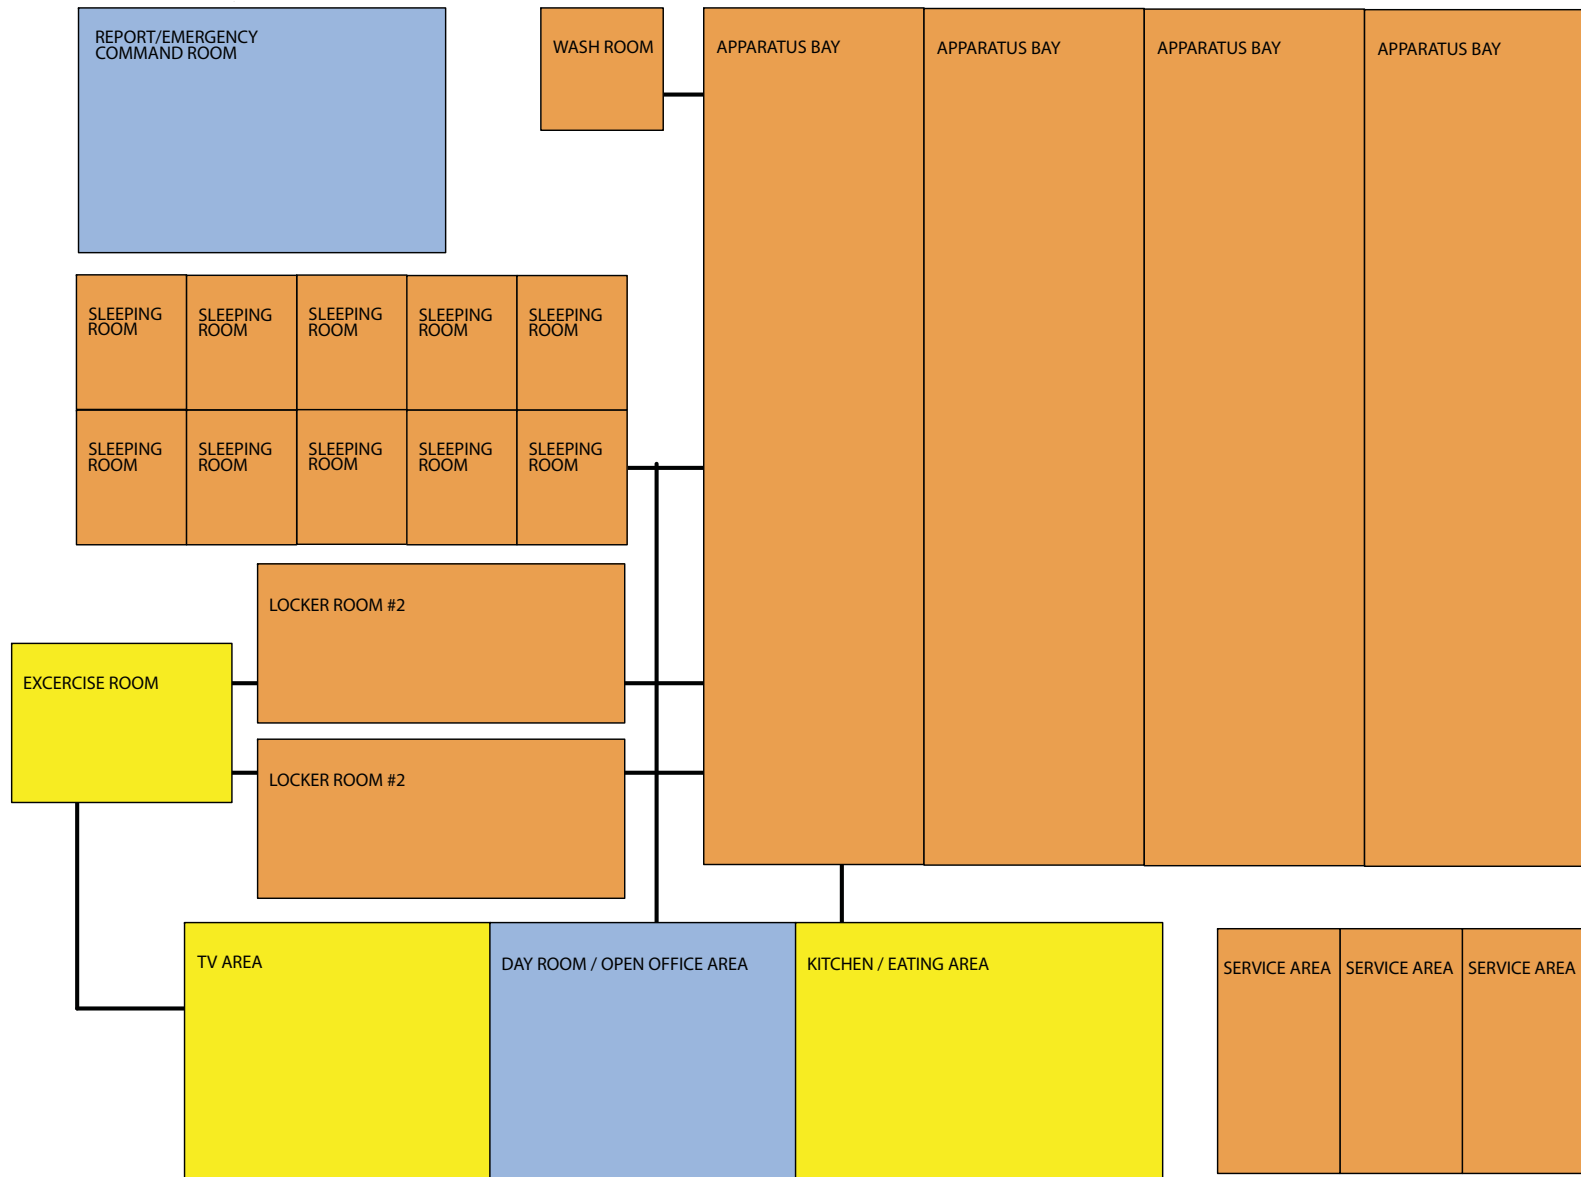 REPORT/EMERGENCY
COMMAND ROOM
WASH ROOM
APPARATUS BAY
APPARATUS BAY
APPARATUS BAY
APPARATUS BAY
SLEEPING
ROOM
SLEEPING
ROOM
SLEEPING
ROOM
SLEEPING
ROOM
SLEEPING
ROOM
SLEEPING
ROOM
SLEEPING
ROOM
SLEEPING
ROOM
SLEEPING
ROOM
SLEEPING
ROOM
LOCKER ROOM #2
EXCERCISE ROOM
LOCKER ROOM #2
TV AREA
DAY ROOM / OPEN OFFICE AREA
KITCHEN / EATING AREA
SERVICE AREA
SERVICE AREA
SERVICE AREA